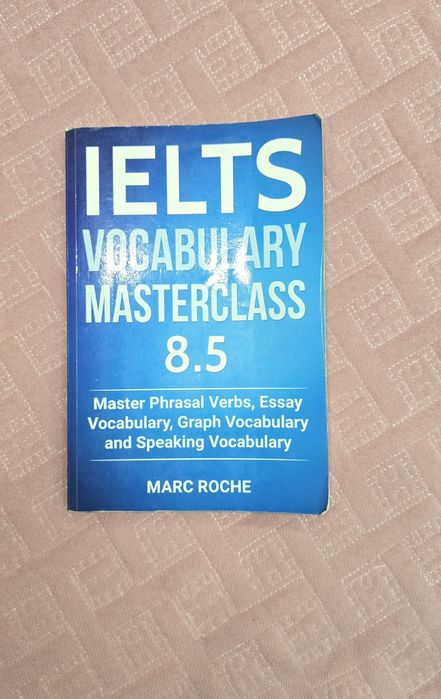 IELTS
VOCABULARY
MASTERCLASS
8.5
Master Phrasal Verbs, Essay
Vocabulary, Graph Vocabulary
and Speaking Vocabulary
MARC ROCHE